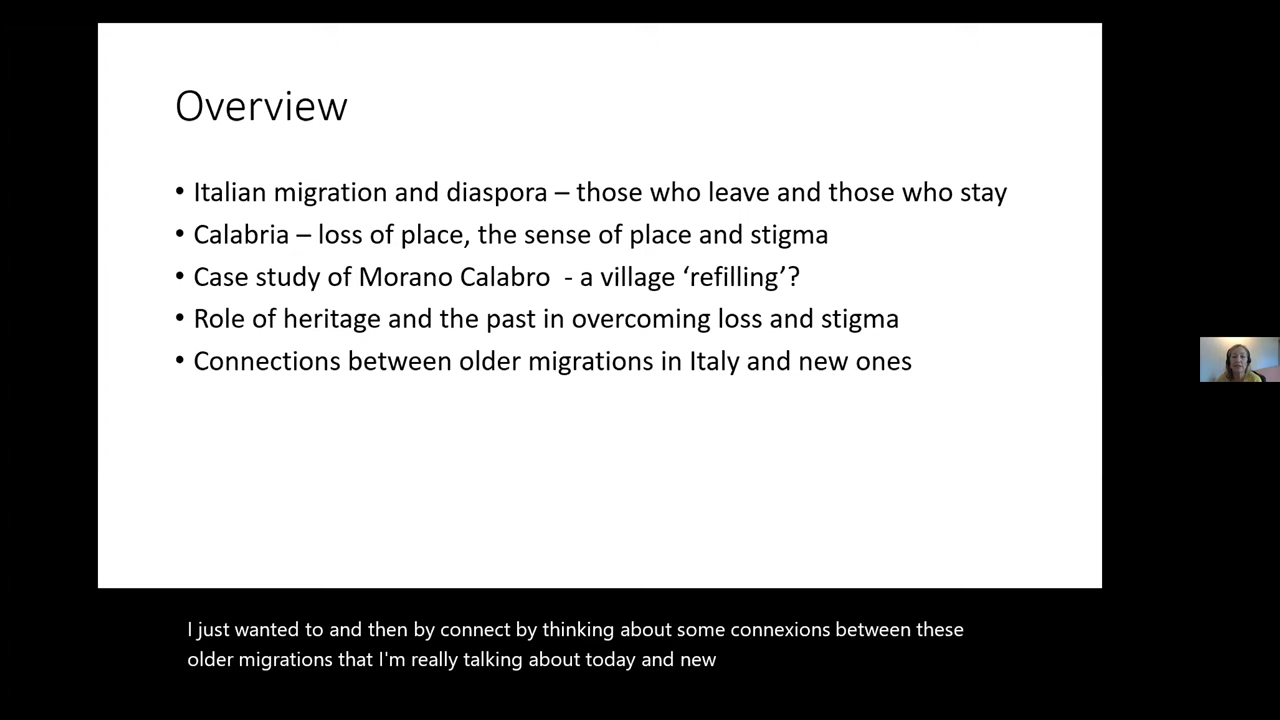 Overview
• Italian migration and diaspora – those who leave and those who stay
• Calabria – loss of place, the sense of place and stigma
• Case study of Morano Calabro  - a village ‘refilling’?
• Role of heritage and the past in overcoming loss and stigma
• Connections between older migrations in Italy and new ones
I just wanted to and then by connect by thinking about some connexions between these
older migrations that I'm really talking about today and new